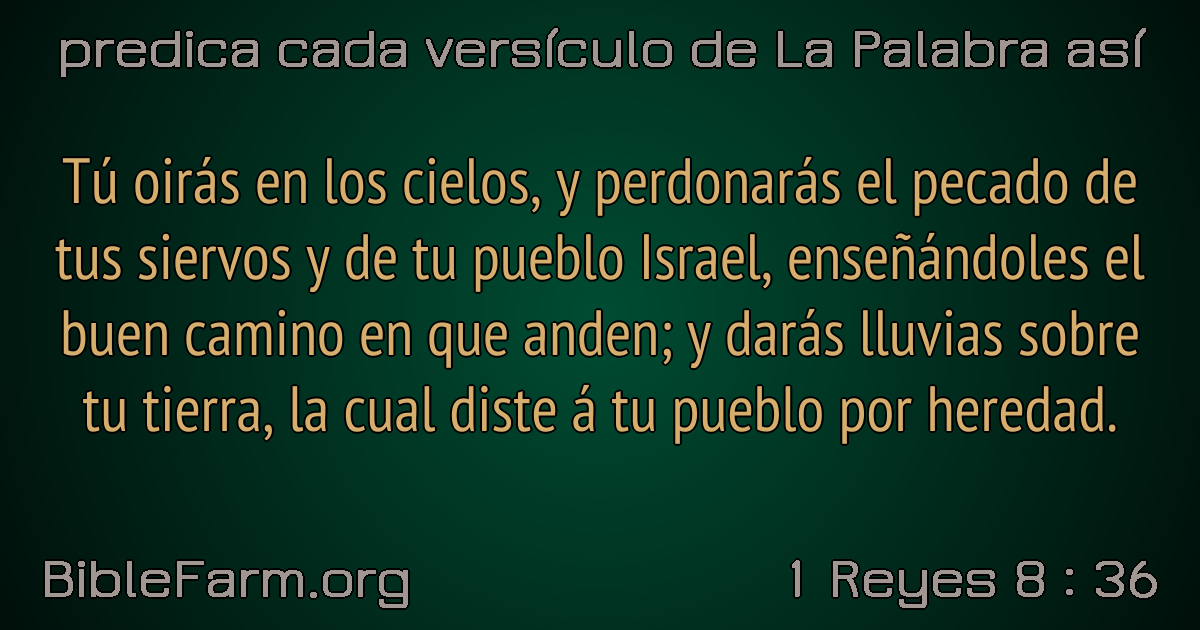 predica cada versículo de La Palabra así
Tú oirás en los cielos, y perdonarás el pecado de
tus siervos y de tu pueblo Israel, enseñándoles el
buen camino en que anden; y darás lluvias sobre
tu tierra, la cual diste á tu pueblo por heredad.
BibleFarm.org
1 Reyes 8 : 36